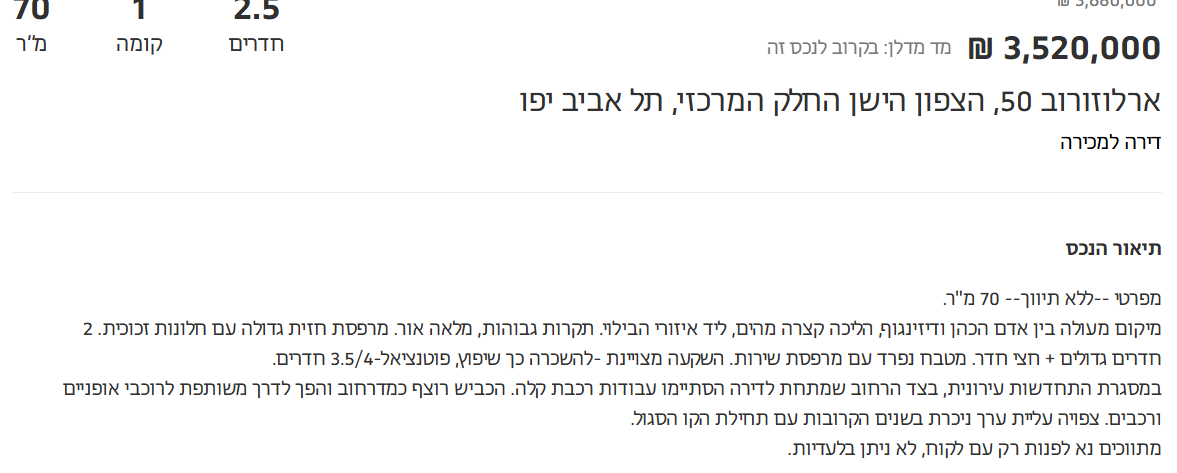 3,680,000 ₪
3,520,000 ₪ מד מדלן: בקרוב לנכס זה
2.5 1 70
חדרים קומה מ"ר
ארלוזורוב 50, הצפון הישן החלק המרכזי, תל אביב יפו
דירה למכירה
תיאור הנכס
מפרטי --ללא תיווך-- 70 מ"ר.
מיקום מעולה בין אדם הכהן ודיזינגוף, הליכה קצרה מהים, ליד איזורי הבילוי. תקרות גבוהות, מלאה אור. מרפסת חזית גדולה עם חלונות זכוכית. 2
חדרים גדולים + חצי חדר. מטבח נפרד עם מרפסת שירות. השקעה מצויינת -להשכרה כך שיפוץ, פוטנציאל-3.5/4 חדרים.
במסגרת התחדשות עירונית, בצד הרחוב שמתחת לדירה הסתיימו עבודות רכבת קלה. הכביש רוצף כמדרחוב והפך לדרך משותפת לרוכבי אופניים
ורכבים. צפויה עליית ערך ניכרת בשנים הקרובות עם תחילת הקו הסגול.
מתווכים נא לפנות רק עם לקוח, לא ניתן בלעדיות.